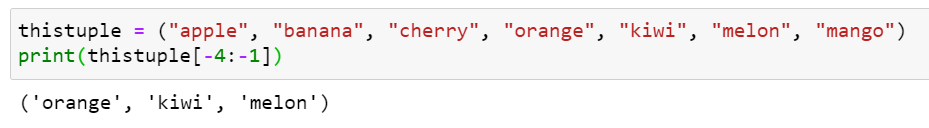 thistuple = ("apple", "banana", "cherry", "orange", "kiwi", "melon", "mango")
print(thistuple[-4:-1])
('orange', 'kiwi', 'melon')